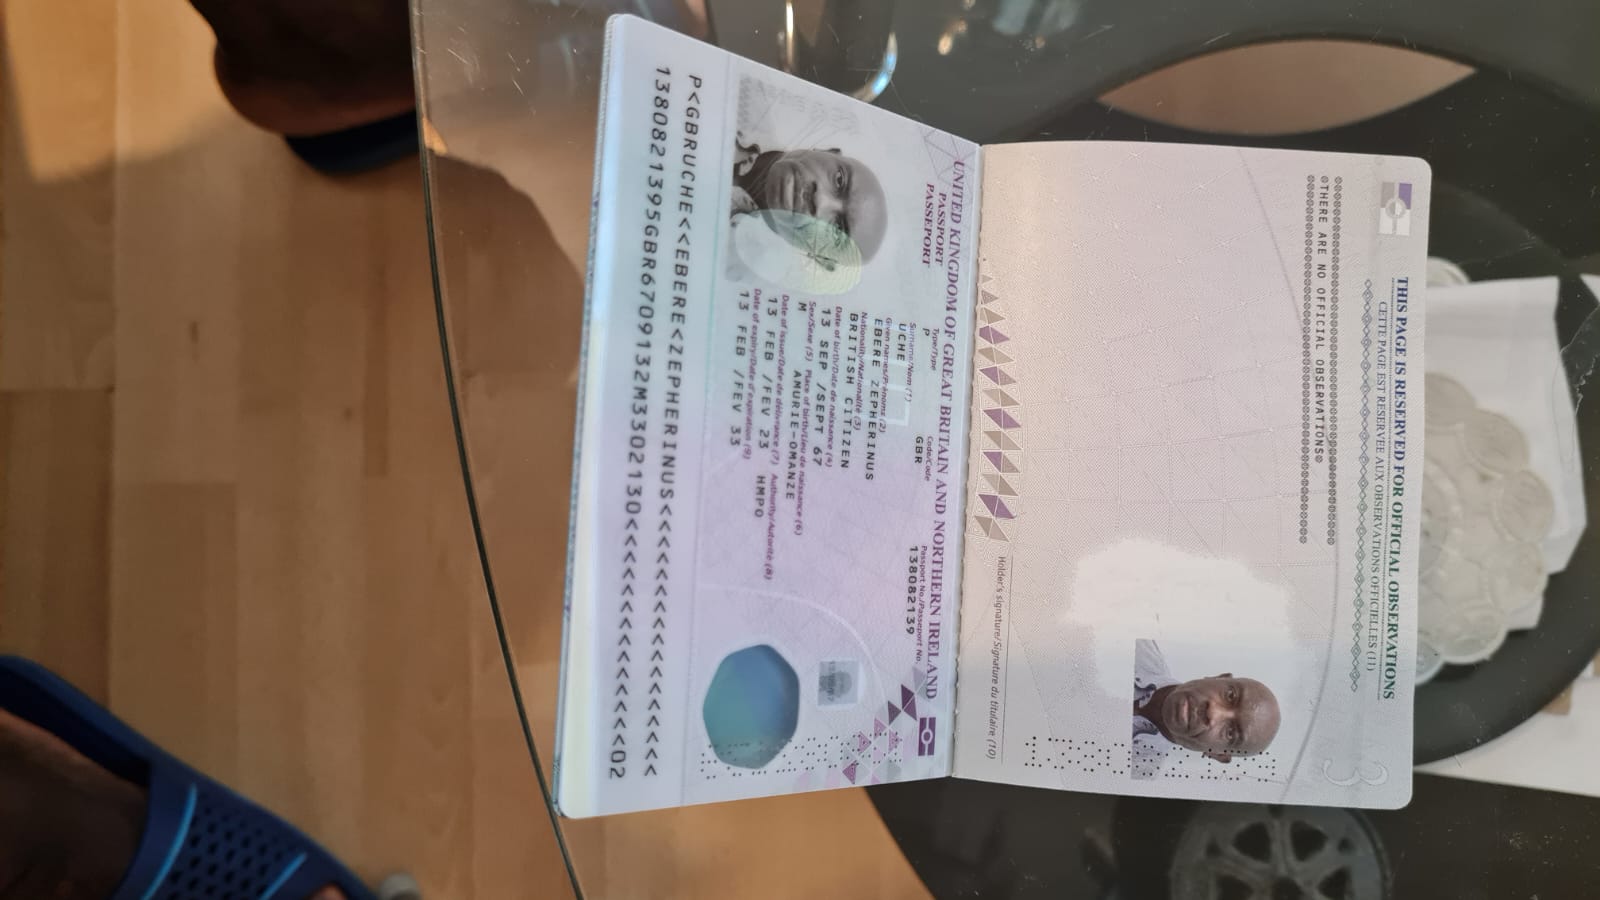 THIS PAGE IS RESERVED FOR OFFICIAL OBSERVATIONS
CETTE PAGE EST RESERVEE AUX OBSERVATIONS OFFICIELLES (11)
THERE ARE NO OFFICIAL OBSERVATIONS
3
Holder's signature/Signature du titulaire (10)
UNITED KINGDOM OF GREAT BRITAIN AND NORTHERN IRELAND
PASSPORT
PASSEPORT
Type/Type
P
Code/Code
GBR
Passport No./Passeport No.
138082139
Surname/Nom (1)
UCHE
Given names/Prénoms (2)
EBERE ZEPHERINUS
Nationality/Nationalité (3)
BRITISH CITIZEN
Date of birth/Date de naissance (4)
13 SEP /SEPT 67
Sex/Sexe (5) Place of birth/Lieu de naissance (6)
M AMURIE-OMANZE
Date of issue/Date de délivrance (7) Authority/Autorité (8)
13 FEB /FEV 23 HMPO
Date of expiry/Date d'expiration (9)
13 FEB /FEV 33
P<GBRUCHE<<EBERE<ZEPHERINUS<<<<<<<<<<<<<<<<<
1380821395GBR6709132M3302130<<<<<<<<<<<<<<02